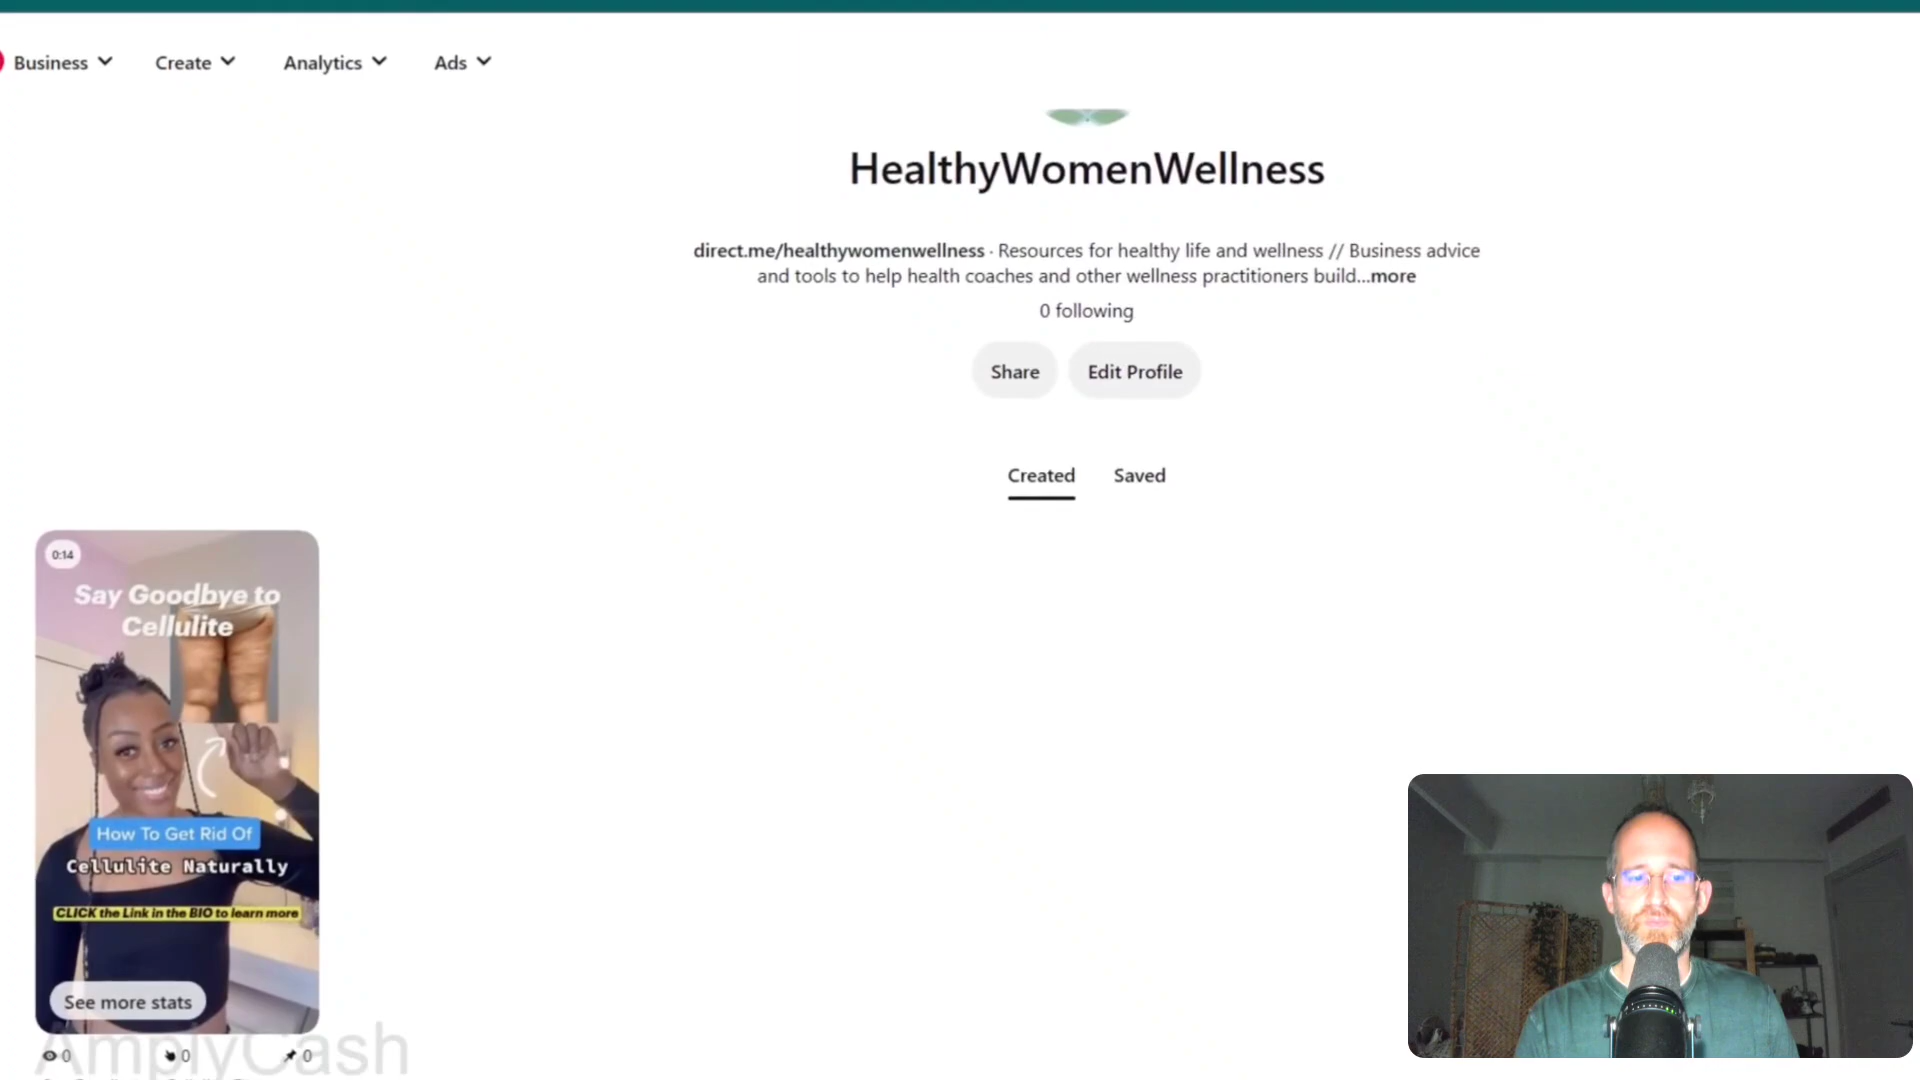 Business
Create
Analytics
Ads
HealthyWomenWellness
direct.me/healthywomenwellness · Resources for healthy life and wellness // Business advice
and tools to help health coaches and other wellness practitioners build...more
0 following
Share
Edit Profile
Created
Saved
0:14
Say Goodbye to
Cellulite
How To Get Rid Of
Cellulite Naturally
CLICK the Link in the BIO to learn more
See more stats
0
0
0
AmplyCash